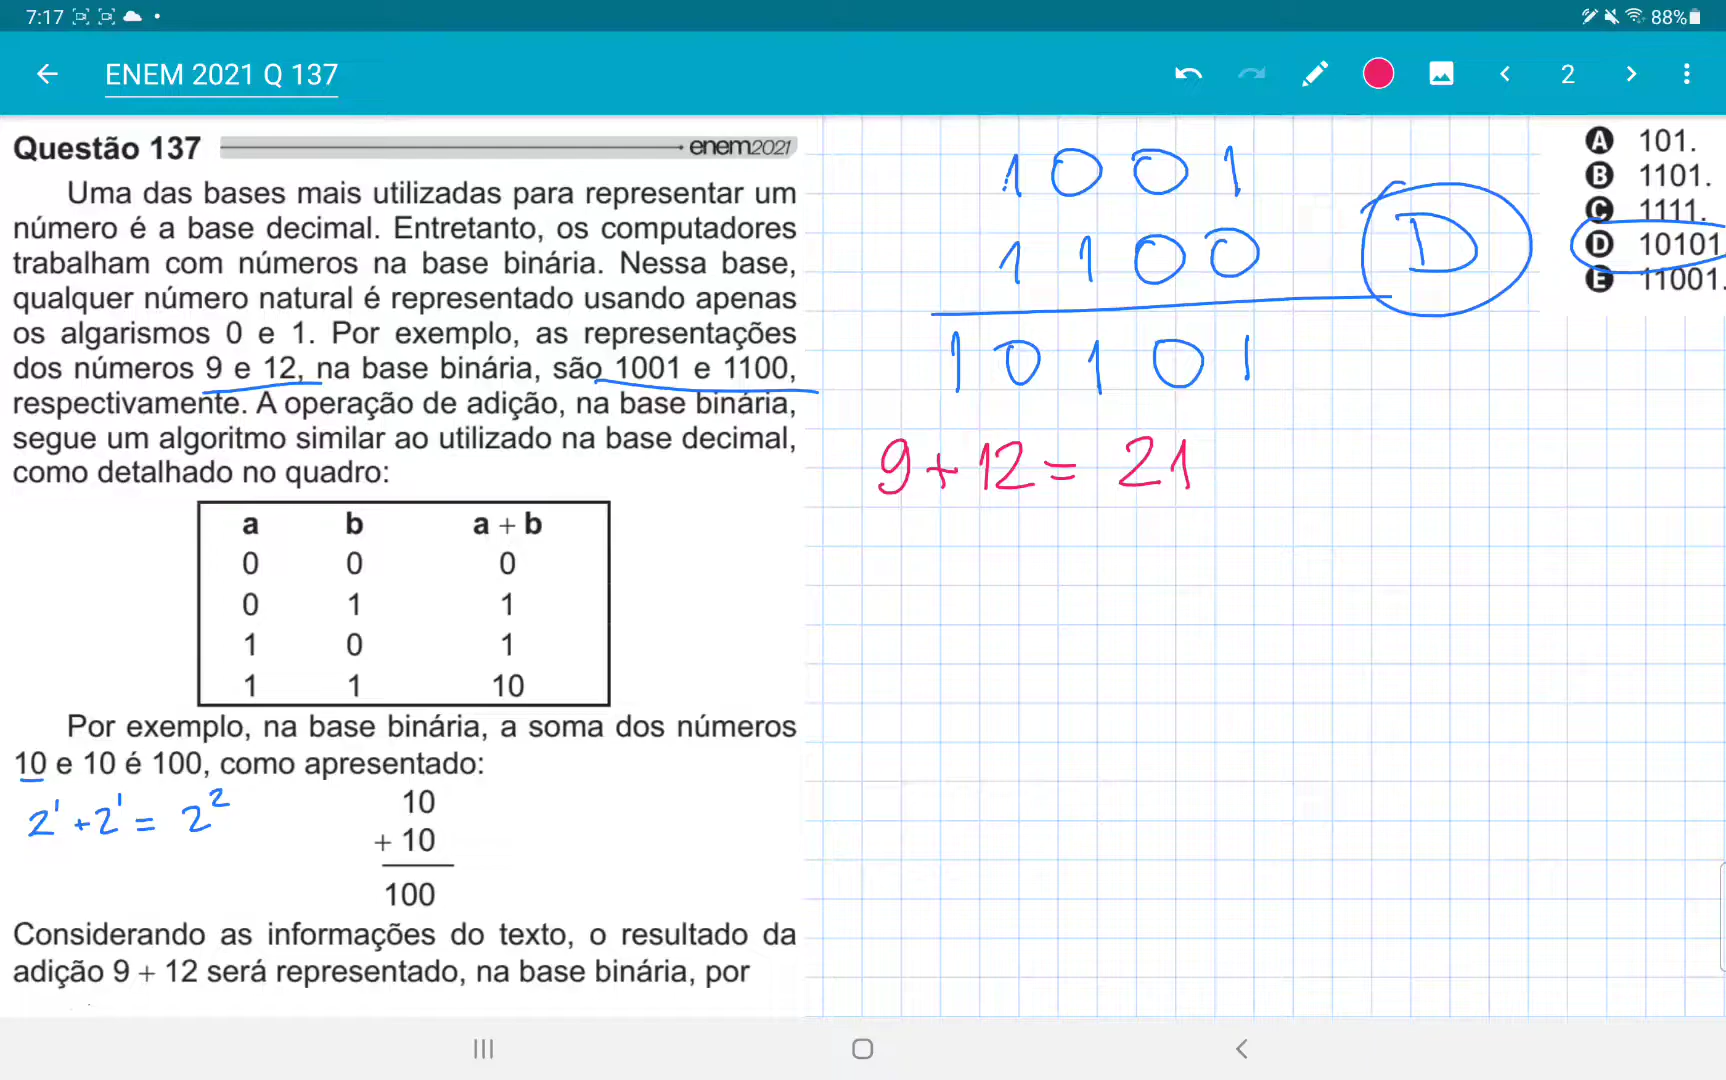 7:17
88%
ENEM 2021 Q 137
2
Questão 137
enem2021
Uma das bases mais utilizadas para representar um
número é a base decimal. Entretanto, os computadores
trabalham com números na base binária. Nessa base,
qualquer número natural é representado usando apenas
os algarismos 0 e 1. Por exemplo, as representações
dos números 9 e 12, na base binária, são 1001 e 1100,
respectivamente. A operação de adição, na base binária,
segue um algoritmo similar ao utilizado na base decimal,
como detalhado no quadro:
a b a + b
0 0 0
0 1 1
1 0 1
1 1 10
Por exemplo, na base binária, a soma dos números
10 e 10 é 100, como apresentado:
2¹ + 2¹ = 2²
10
+ 10
100
Considerando as informações do texto, o resultado da
adição 9 + 12 será representado, na base binária, por
1 0 0 1
1 1 0 0
1 0 1 0 1
D
9 + 12 = 21
A 101.
B 1101.
C 1111.
D 10101
E 11001.